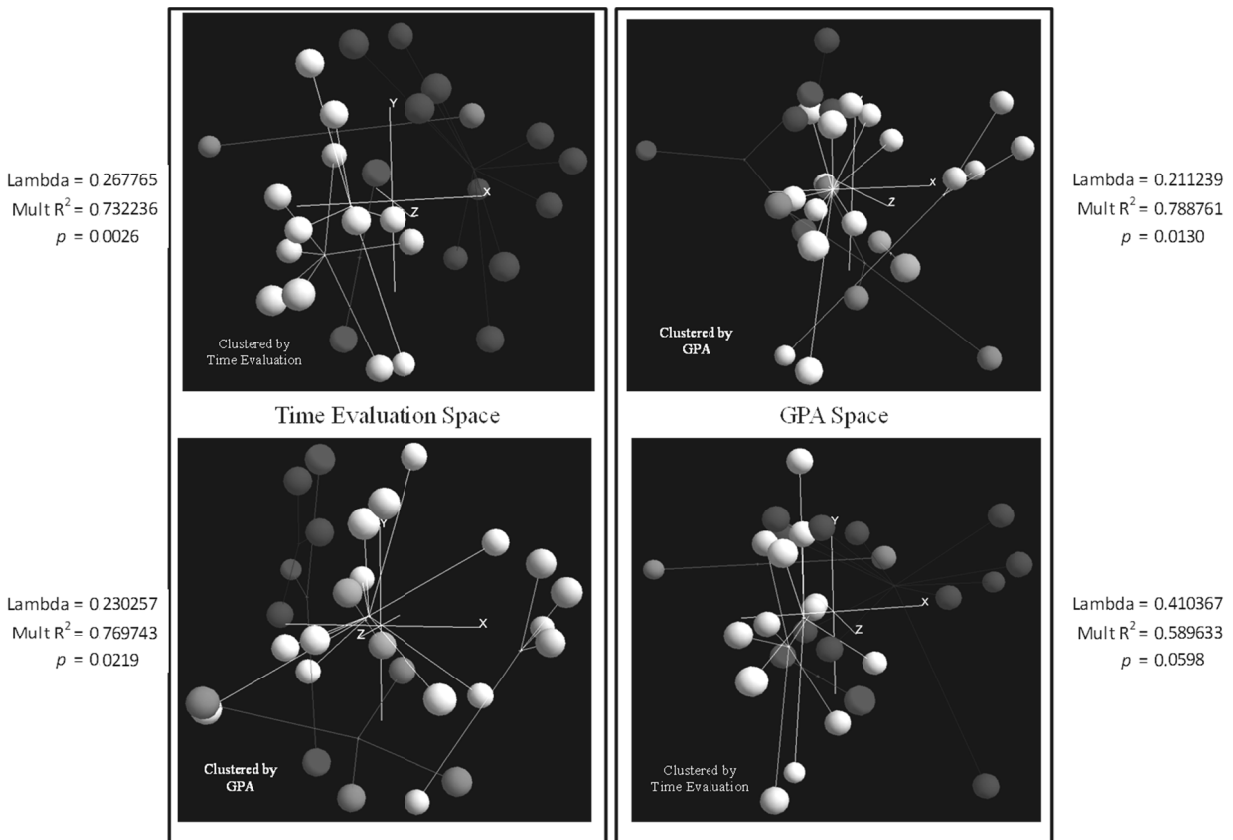 Lambda = 0.267765
Mult R² = 0.732236
p = 0.0026
Y
X
Z
Clustered by
Time Evaluation
Time Evaluation Space
Lambda = 0.230257
Mult R² = 0.769743
p = 0.0219
Y
X
Z
Clustered by
GPA
X
Z
Clustered by
GPA
GPA Space
Lambda = 0.211239
Mult R² = 0.788761
p = 0.0130
Y
X
Z
Clustered by
Time Evaluation
Lambda = 0.410367
Mult R² = 0.589633
p = 0.0598